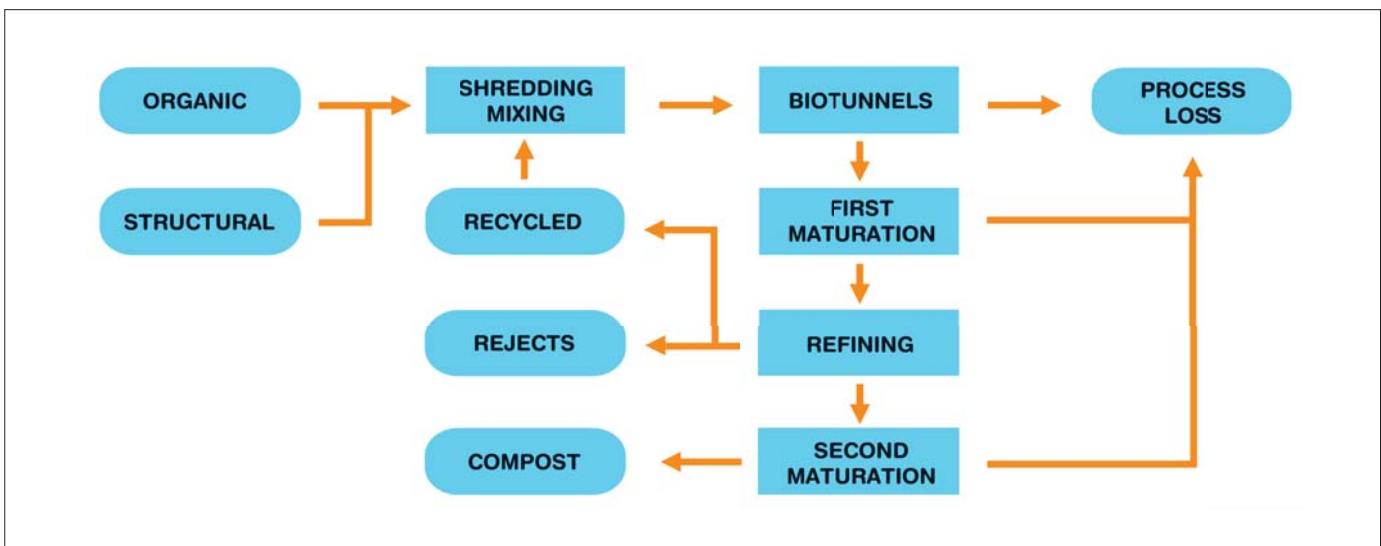 ORGANIC
SHREDDING
MIXING
BIOTUNNELS
PROCESS
LOSS
STRUCTURAL
RECYCLED
FIRST
MATURATION
REJECTS
REFINING
COMPOST
SECOND
MATURATION